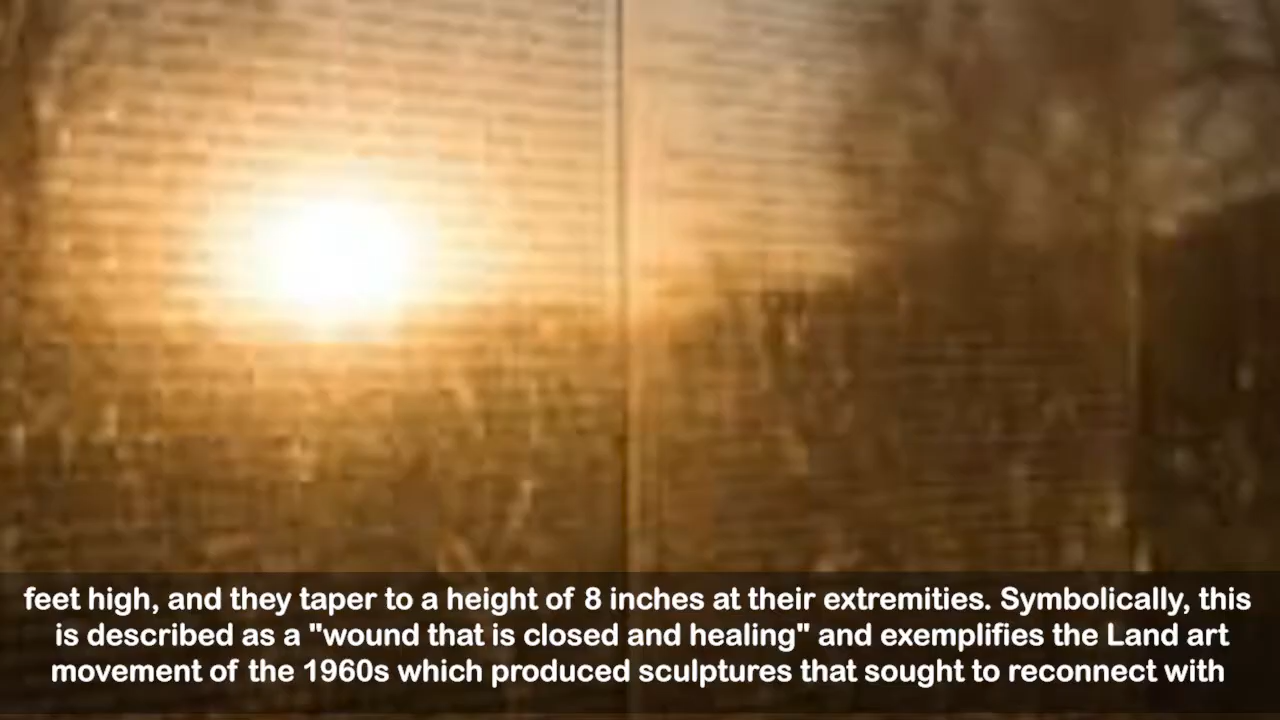 feet high, and they taper to a height of 8 inches at their extremities. Symbolically, this
is described as a "wound that is closed and healing" and exemplifies the Land art
movement of the 1960s which produced sculptures that sought to reconnect with